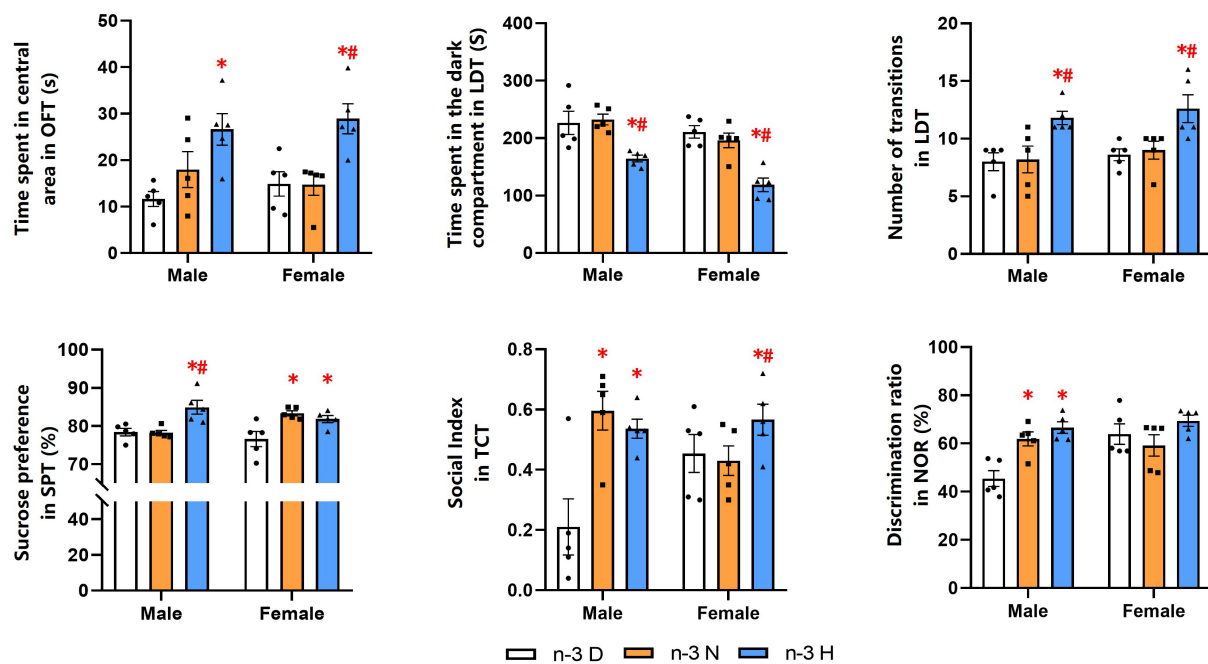 Time spent in central
area in OFT (s)
50
40
30
20
10
0
*
*#
Male
Female
Time spent in the dark
compartment in LDT (S)
400
300
200
100
0
*#
*#
Male
Female
Number of transitions
in LDT
20
15
10
5
0
*#
*#
Male
Female
Sucrose preference
in SPT (%)
100
90
80
70
40
20
0
*#
*
*
Male
Female
Social Index
in TCT
0.8
0.6
0.4
0.2
0.0
*
*
*#
Male
Female
Discrimination ratio
in NOR (%)
100
80
60
40
20
0
*
*
Male
Female
n-3 D
n-3 N
n-3 H